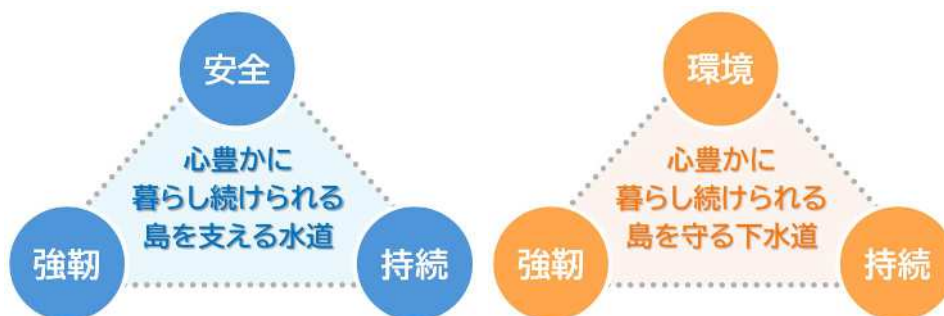 安全
心豊かに
暮らし続けられる
島を支える水道
強靭
持続
環境
心豊かに
暮らし続けられる
島を守る下水道
強靭
持続